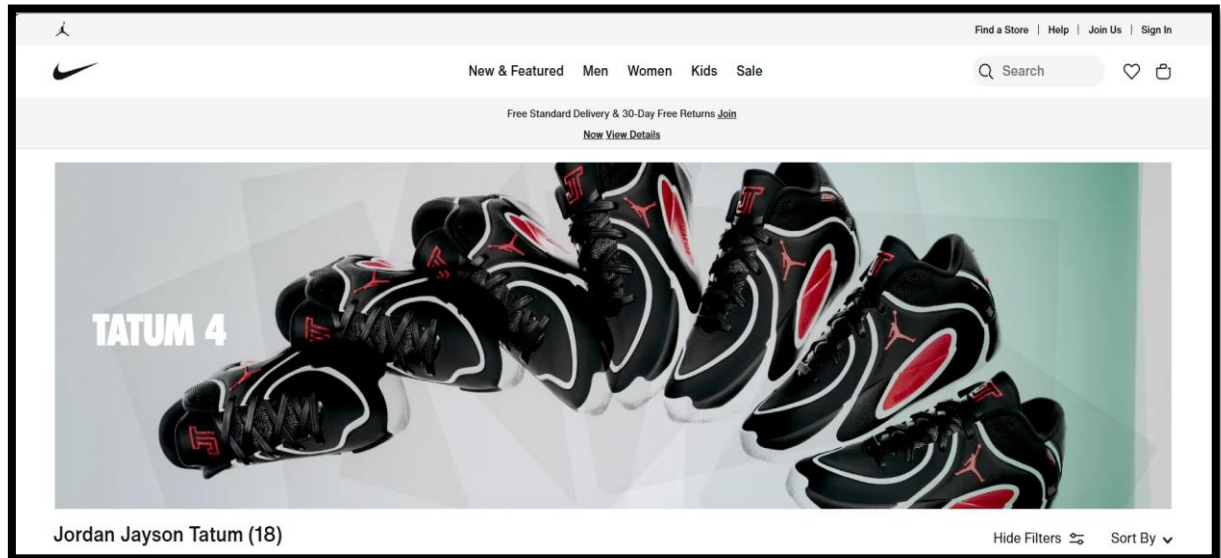 Find a Store | Help | Join Us | Sign In
New & Featured Men Women Kids Sale
Search
Free Standard Delivery & 30-Day Free Returns Join
Now View Details
TATUM 4
Jordan Jayson Tatum (18)
Hide Filters
Sort By